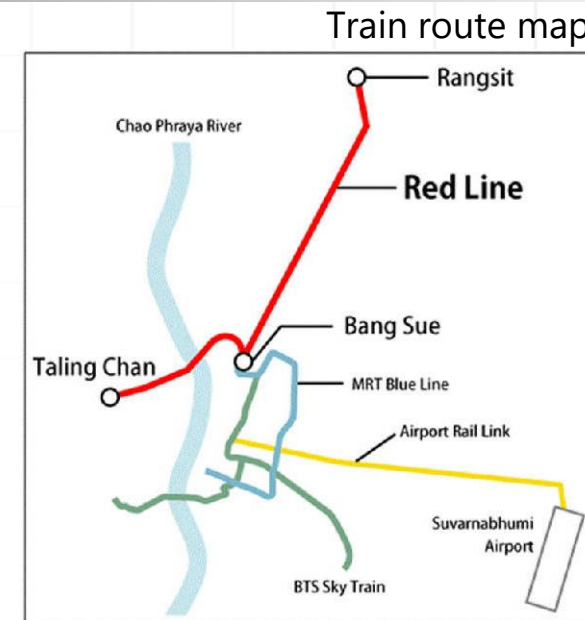 Train route map
Rangsit
Chao Phraya River
Red Line
Bang Sue
Taling Chan
MRT Blue Line
Airport Rail Link
Suvarnabhumi
Airport
BTS Sky Train